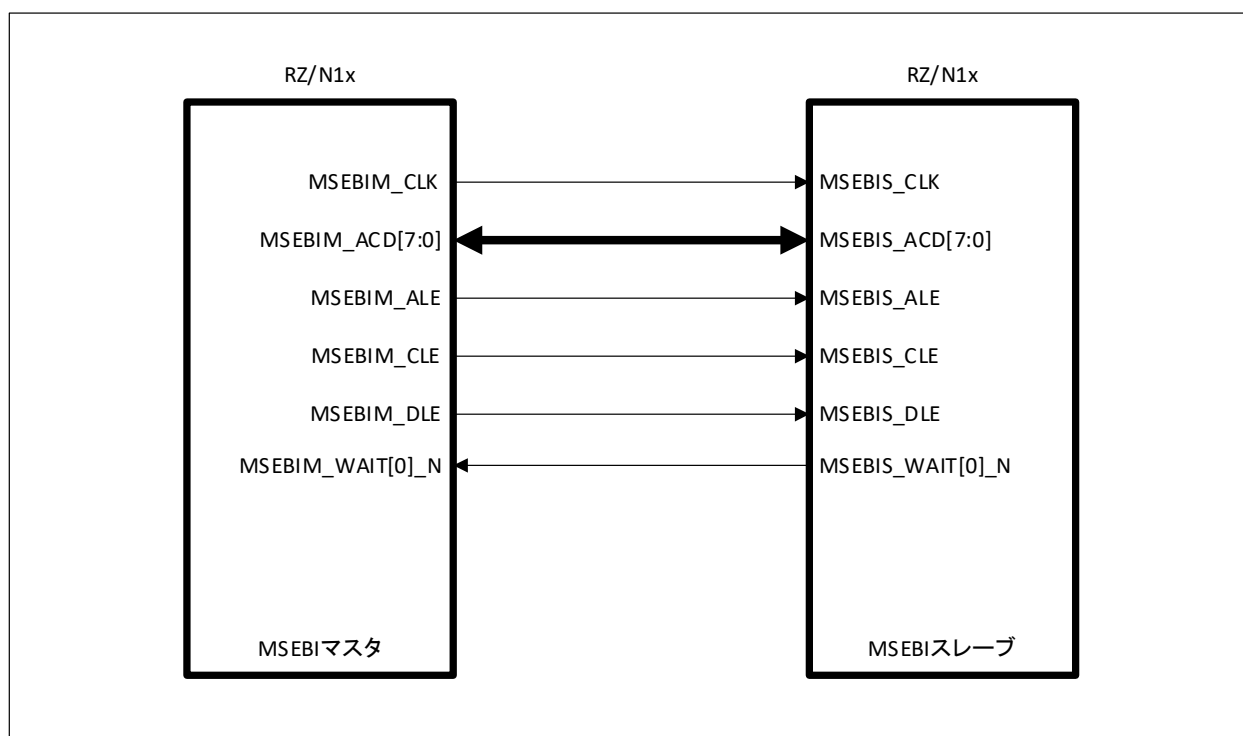 RZ/N1x
RZ/N1x
MSEBIM_CLK
MSEBIS_CLK
MSEBIM_ACD[7:0]
MSEBIS_ACD[7:0]
MSEBIM_ALE
MSEBIS_ALE
MSEBIM_CLE
MSEBIS_CLE
MSEBIM_DLE
MSEBIS_DLE
MSEBIM_WAIT[0]_N
MSEBIS_WAIT[0]_N
MSEBIマスタ
MSEBIスレーブ